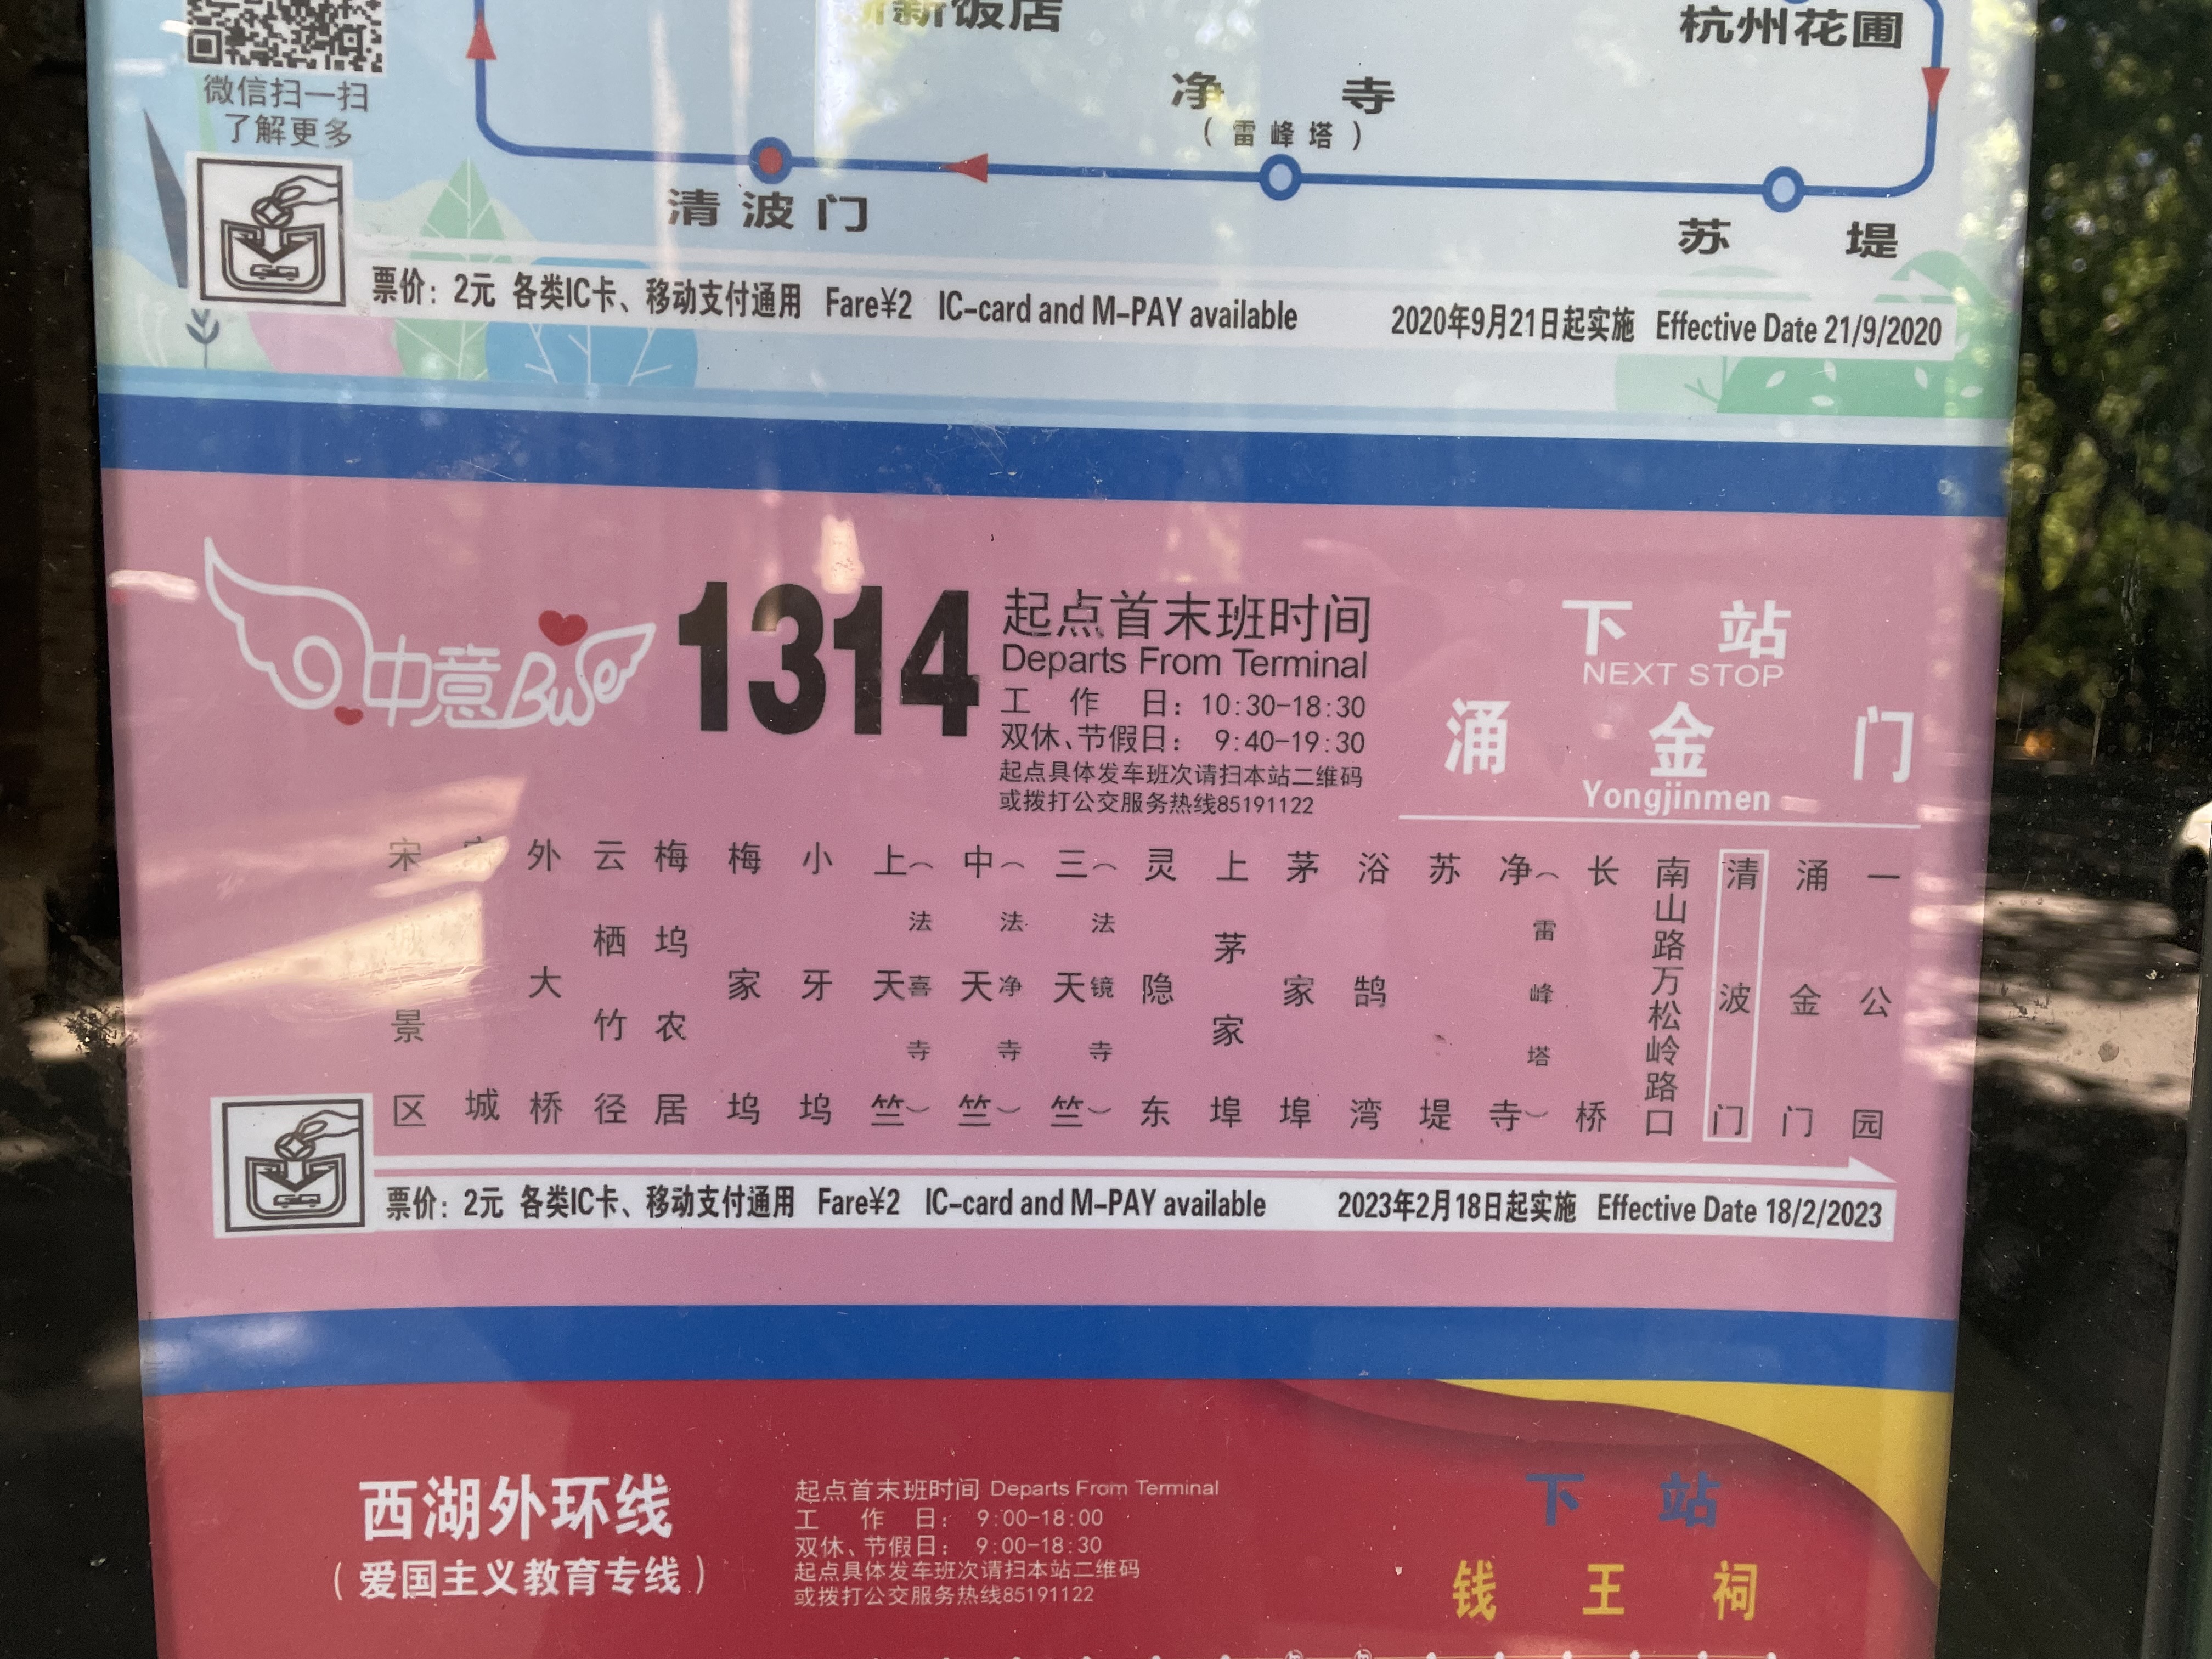 新饭店
杭州花圃
微信扫一扫
了解更多
净寺
(雷峰塔)
清波门
苏堤
票价: 2元 各类IC卡、移动支付通用 Fare¥2 IC-card and M-PAY available 2020年9月21日起实施 Effective Date 21/9/2020
中意Bus
1314
起点首末班时间
Departs From Terminal
工作日: 10:30-18:30
双休、节假日: 9:40-19:30
起点具体发车班次请扫本站二维码
或拨打公交服务热线85191122
下站
NEXT STOP
涌金门
Yongjinmen
宋景区
城
外大桥
云栖竹径
梅坞农居
梅家坞
小牙坞
上天竺(法喜寺)
中天竺(法净寺)
三天竺(法镜寺)
灵隐东
上茅家埠
茅家埠
浴鹄湾
苏堤
净寺(雷峰塔)
长桥
南山路万松岭路口
清波门
涌金门
一公园
票价: 2元 各类IC卡、移动支付通用 Fare¥2 IC-card and M-PAY available 2023年2月18日起实施 Effective Date 18/2/2023
西湖外环线
(爱国主义教育专线)
起点首末班时间 Departs From Terminal
工作日: 9:00-18:00
双休、节假日: 9:00-18:30
起点具体发车班次请扫本站二维码
或拨打公交服务热线85191122
下站
钱王祠